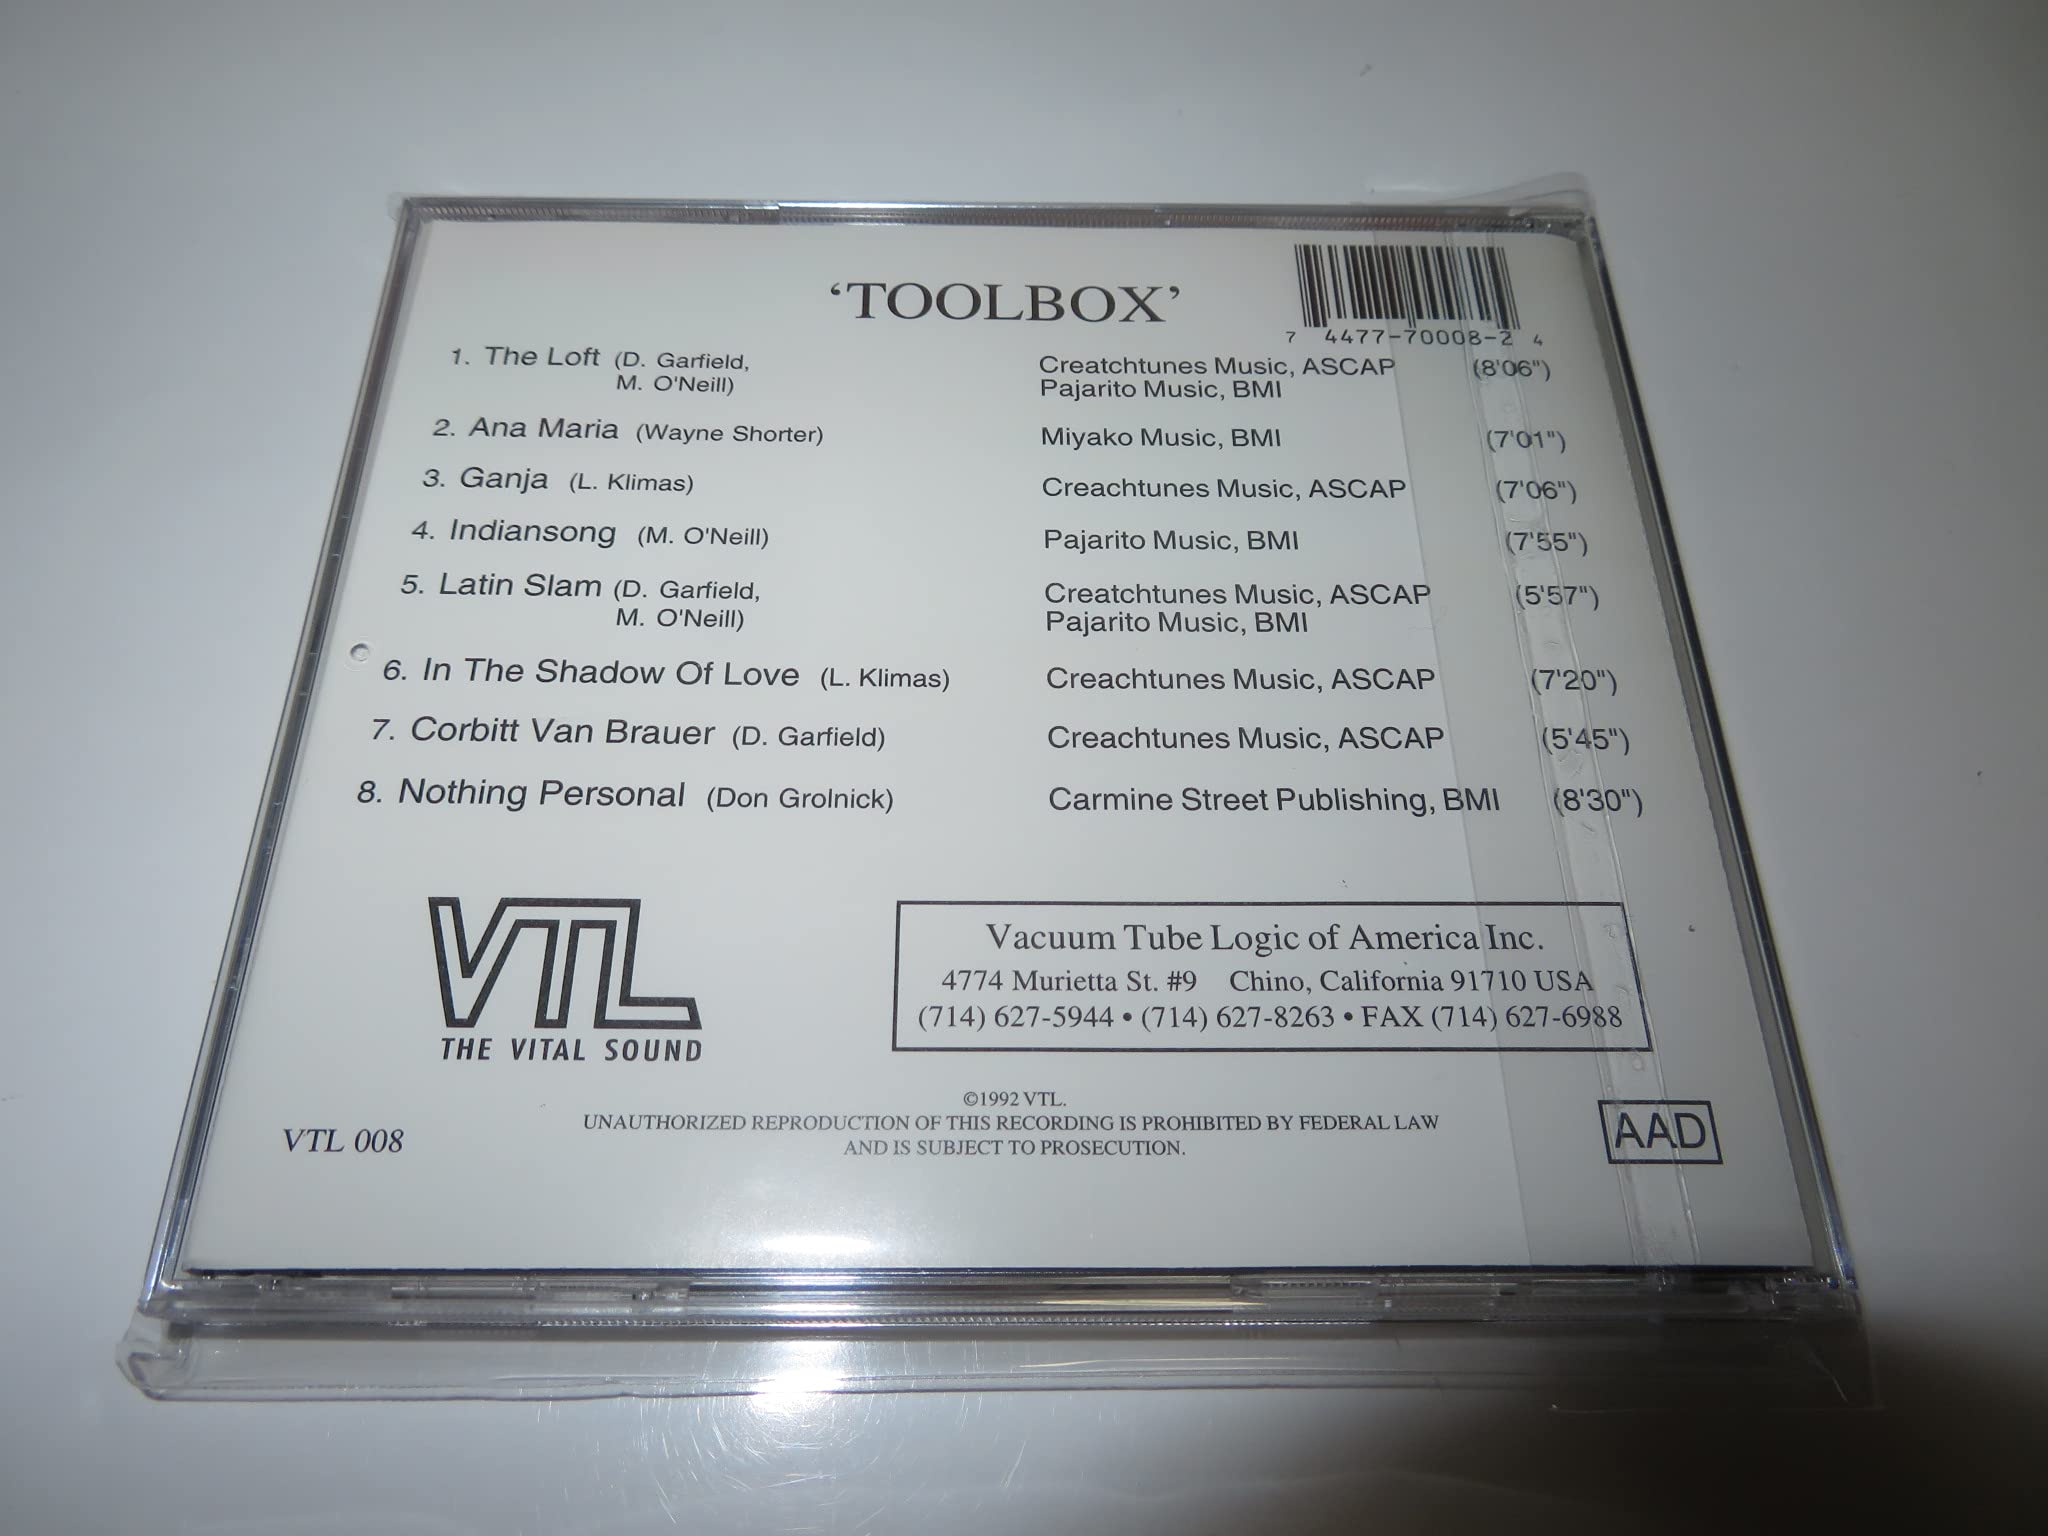 'TOOLBOX'
7 4477-70008-2 4
1. The Loft (D. Garfield, Creatchtunes Music, ASCAP (8'06")
M. O'Neill) Pajarito Music, BMI
2. Ana Maria (Wayne Shorter) Miyako Music, BMI (7'01")
3. Ganja (L. Klimas) Creachtunes Music, ASCAP (7'06")
4. Indiansong (M. O'Neill) Pajarito Music, BMI (7'55")
5. Latin Slam (D. Garfield, Creatchtunes Music, ASCAP (5'57")
M. O'Neill) Pajarito Music, BMI
6. In The Shadow Of Love (L. Klimas) Creachtunes Music, ASCAP (7'20")
7. Corbitt Van Brauer (D. Garfield) Creachtunes Music, ASCAP (5'45")
8. Nothing Personal (Don Grolnick) Carmine Street Publishing, BMI (8'30")
VTL
THE VITAL SOUND
Vacuum Tube Logic of America Inc.
4774 Murietta St. #9 Chino, California 91710 USA
(714) 627-5944 • (714) 627-8263 • FAX (714) 627-6988
©1992 VTL.
UNAUTHORIZED REPRODUCTION OF THIS RECORDING IS PROHIBITED BY FEDERAL LAW
AND IS SUBJECT TO PROSECUTION.
VTL 008
AAD